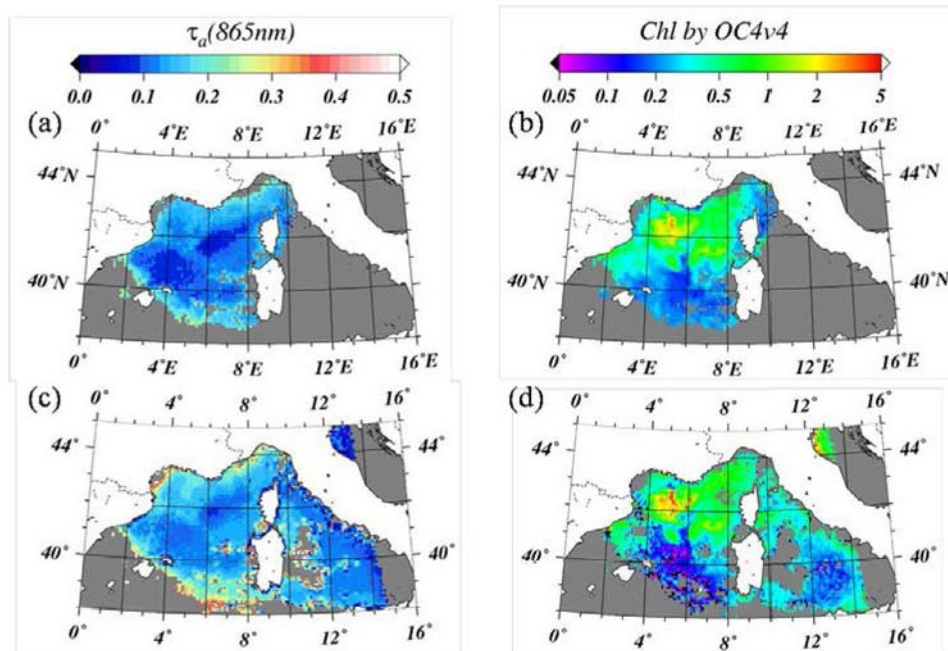 τa(865nm)
0.0 0.1 0.2 0.3 0.4 0.5
(a)
0° 4°E 8°E 12°E 16°E
44°N
40°N
0° 4°E 8°E 12°E 16°E
Chl by OC4v4
0.05 0.1 0.2 0.5 1 2 5
(b)
0° 4°E 8°E 12°E 16°E
44°N 44°N
40°N 40°N
0° 4°E 8°E 12°E 16°E
(c)
0° 4° 8° 12° 16°
44°
40°
0° 4° 8° 12° 16°
(d)
0° 4° 8° 12° 16°
44° 44°
40° 40°
0° 4° 8° 12° 16°